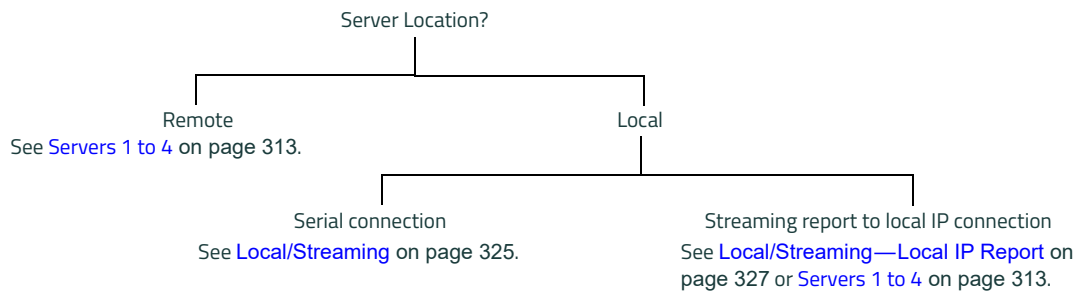 Server Location?
Remote
See Servers 1 to 4 on page 313.
Local
Serial connection
See Local/Streaming on page 325.
Streaming report to local IP connection
See Local/Streaming—Local IP Report on
page 327 or Servers 1 to 4 on page 313.